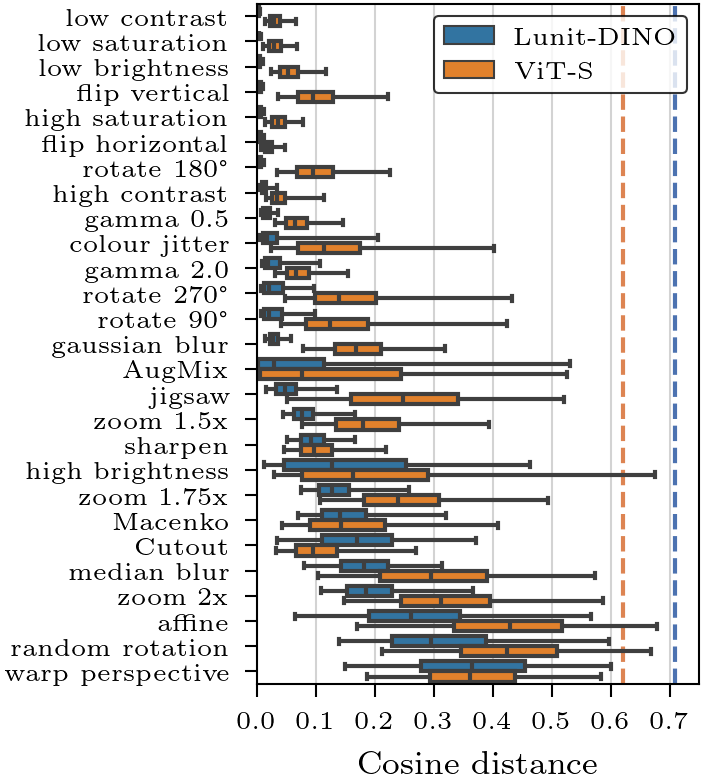 low contrast
low saturation
low brightness
flip vertical
high saturation
flip horizontal
rotate 180°
high contrast
gamma 0.5
colour jitter
gamma 2.0
rotate 270°
rotate 90°
gaussian blur
AugMix
jigsaw
zoom 1.5x
sharpen
high brightness
zoom 1.75x
Macenko
Cutout
median blur
zoom 2x
affine
random rotation
warp perspective
Lunit-DINO
ViT-S
0.0 0.1 0.2 0.3 0.4 0.5 0.6 0.7
Cosine distance